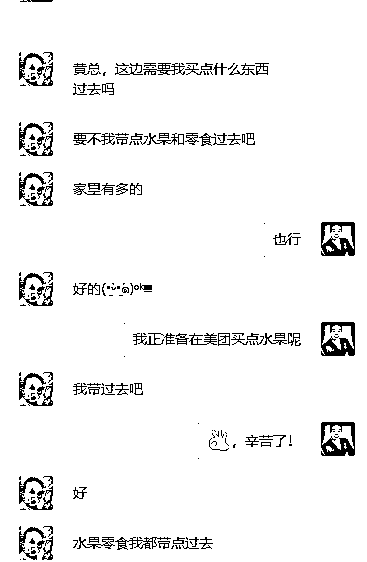 黄总，这边需要我买点什么东西
过去吗
要不我带点水果和零食过去吧
家里有多的
也行
好的
我正准备在美团买点水果呢
我带过去吧
，辛苦了！
好
水果零食我都带点过去